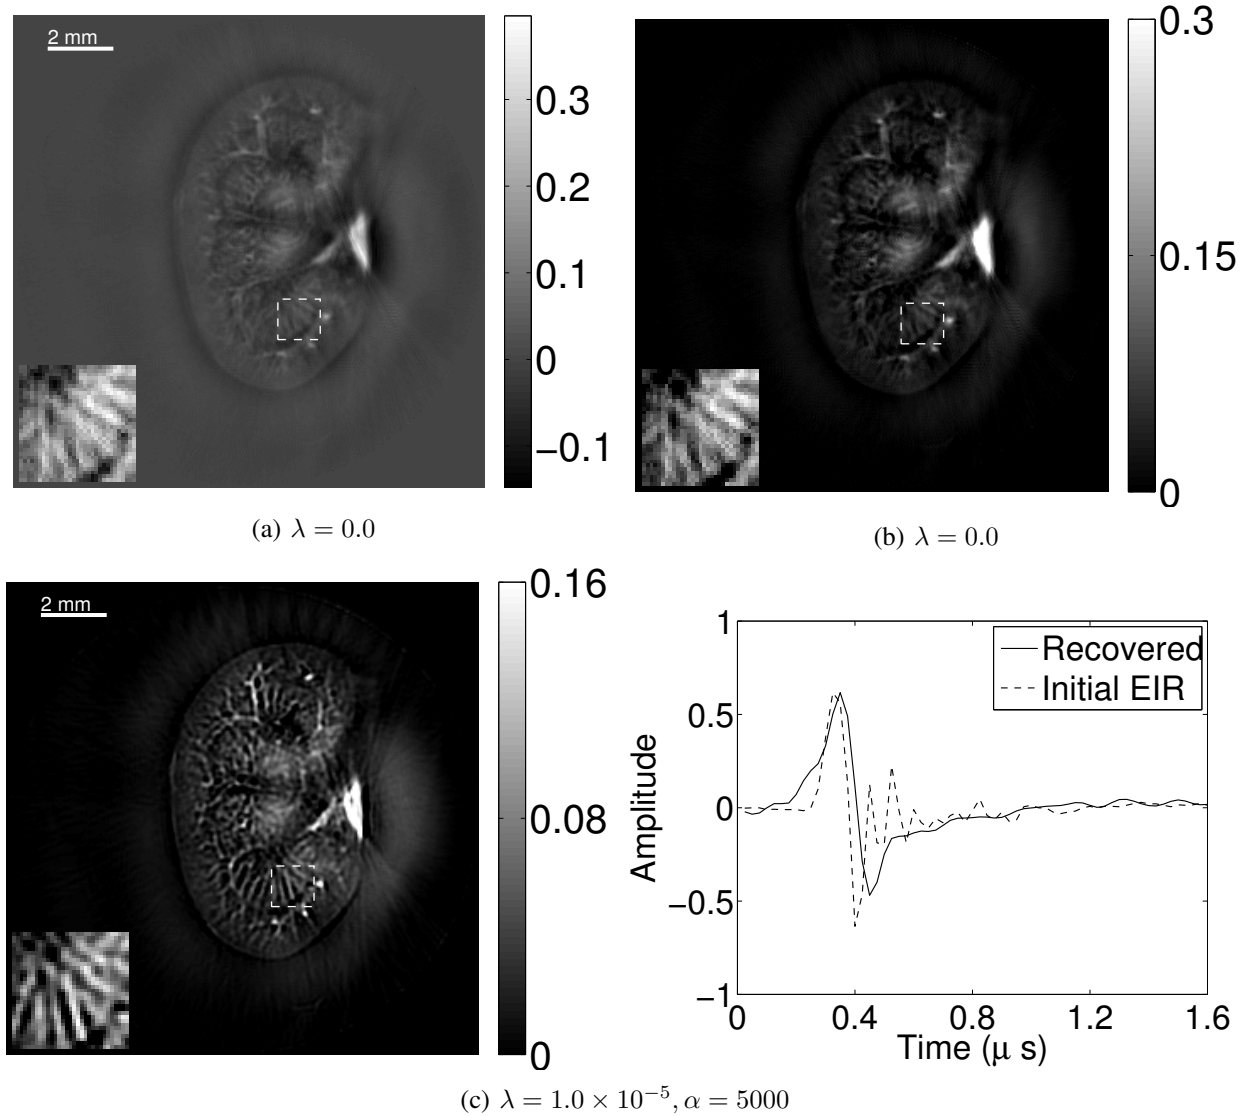 2 mm
0.3
0.2
0.1
0
−0.1
(a) λ = 0.0
0.3
0.15
0
(b) λ = 0.0
2 mm
0.16
0.08
0
1
0.5
0
−0.5
−1
Amplitude
Recovered
Initial EIR
0 0.4 0.8 1.2 1.6
Time (μ s)
(c) λ = 1.0 × 10⁻⁵, α = 5000